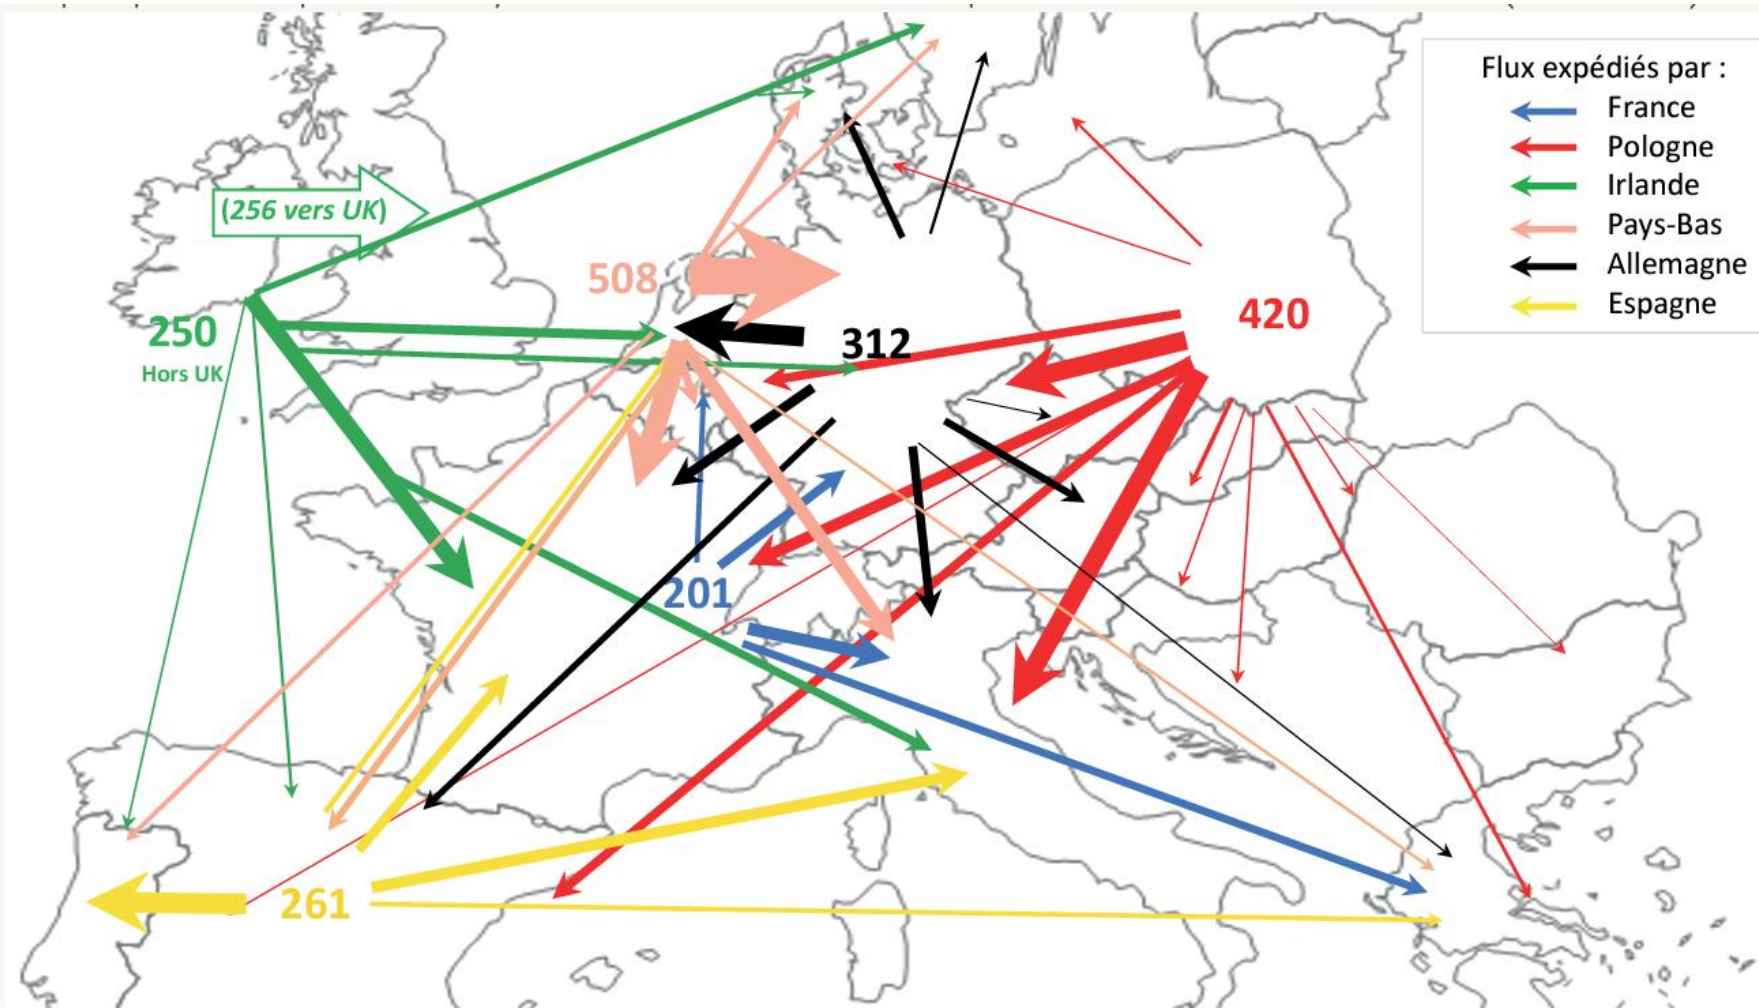 Flux expédiés par :
France
Pologne
Irlande
Pays-Bas
Allemagne
Espagne
(256 vers UK)
508
250
Hors UK
312
420
201
261